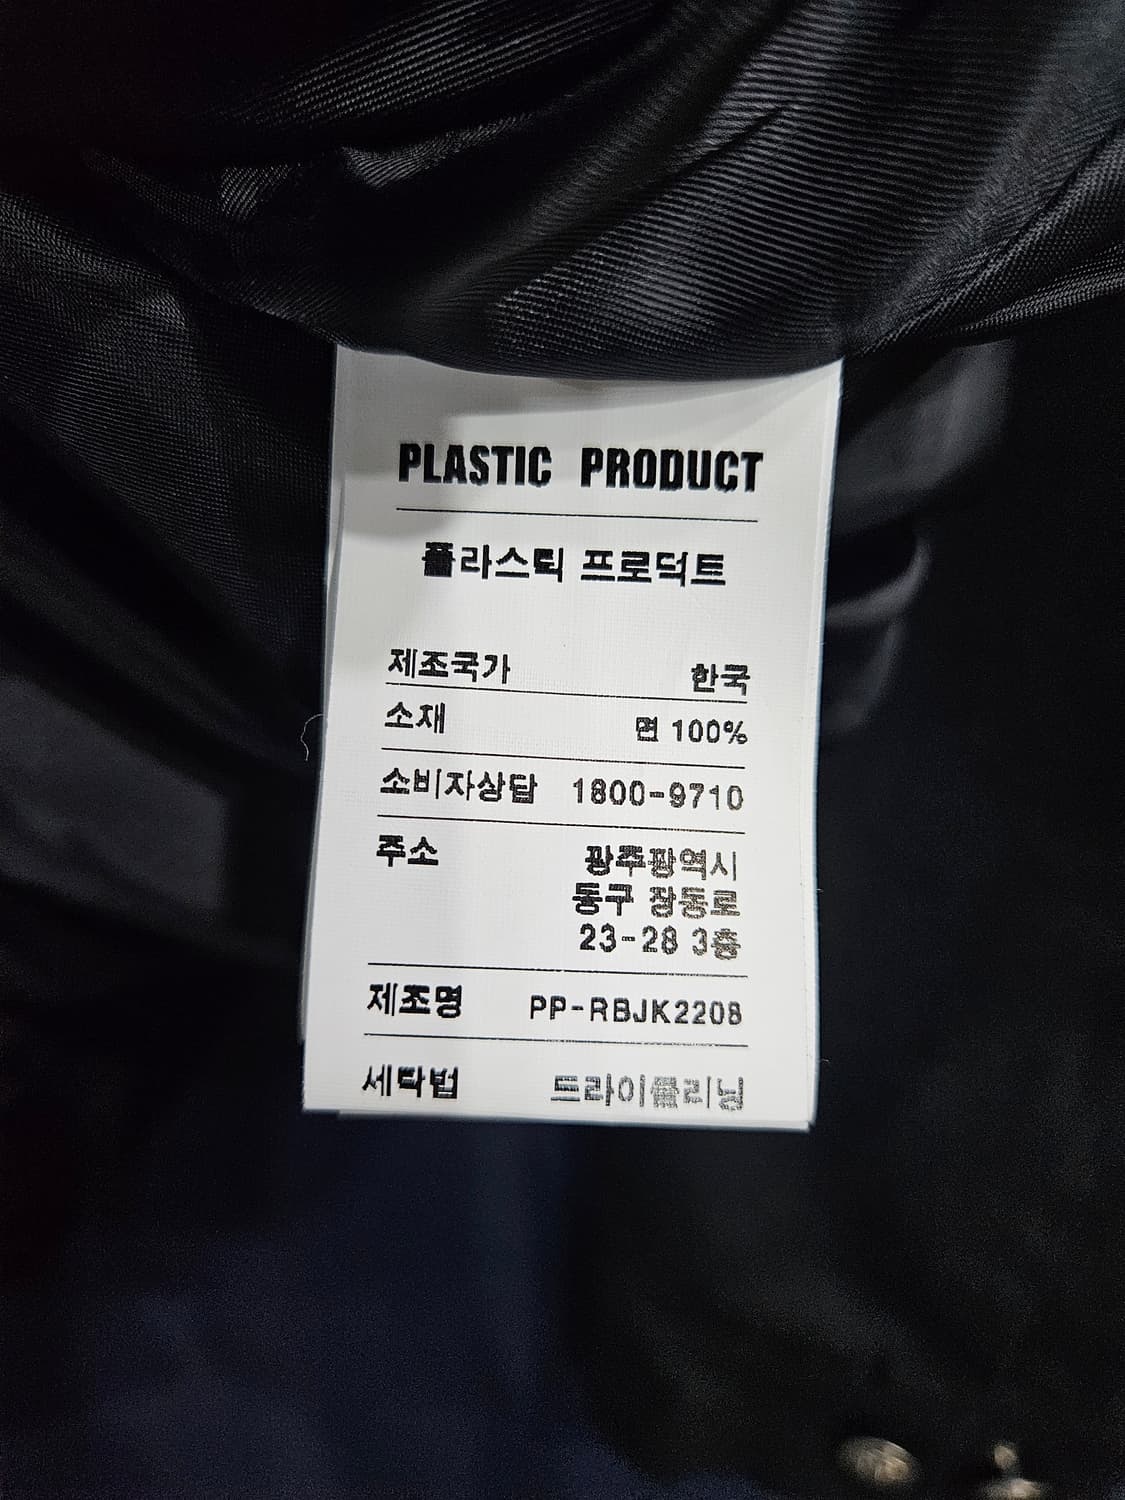 PLASTIC PRODUCT
플라스틱 프로덕트
제조국가 한국
소재 면 100%
소비자상담 1800-9710
주소 광주광역시
동구 장동로
23-28 3층
제조명 PP-RBJK2208
세탁법 드라이클리닝